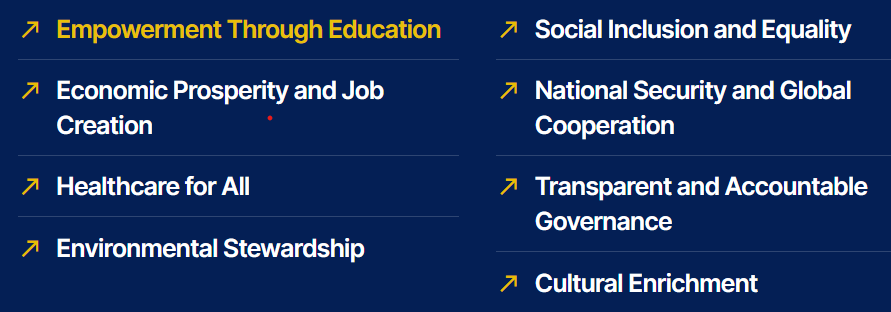 Empowerment Through Education
Economic Prosperity and Job
Creation
Healthcare for All
Environmental Stewardship
Social Inclusion and Equality
National Security and Global
Cooperation
Transparent and Accountable
Governance
Cultural Enrichment